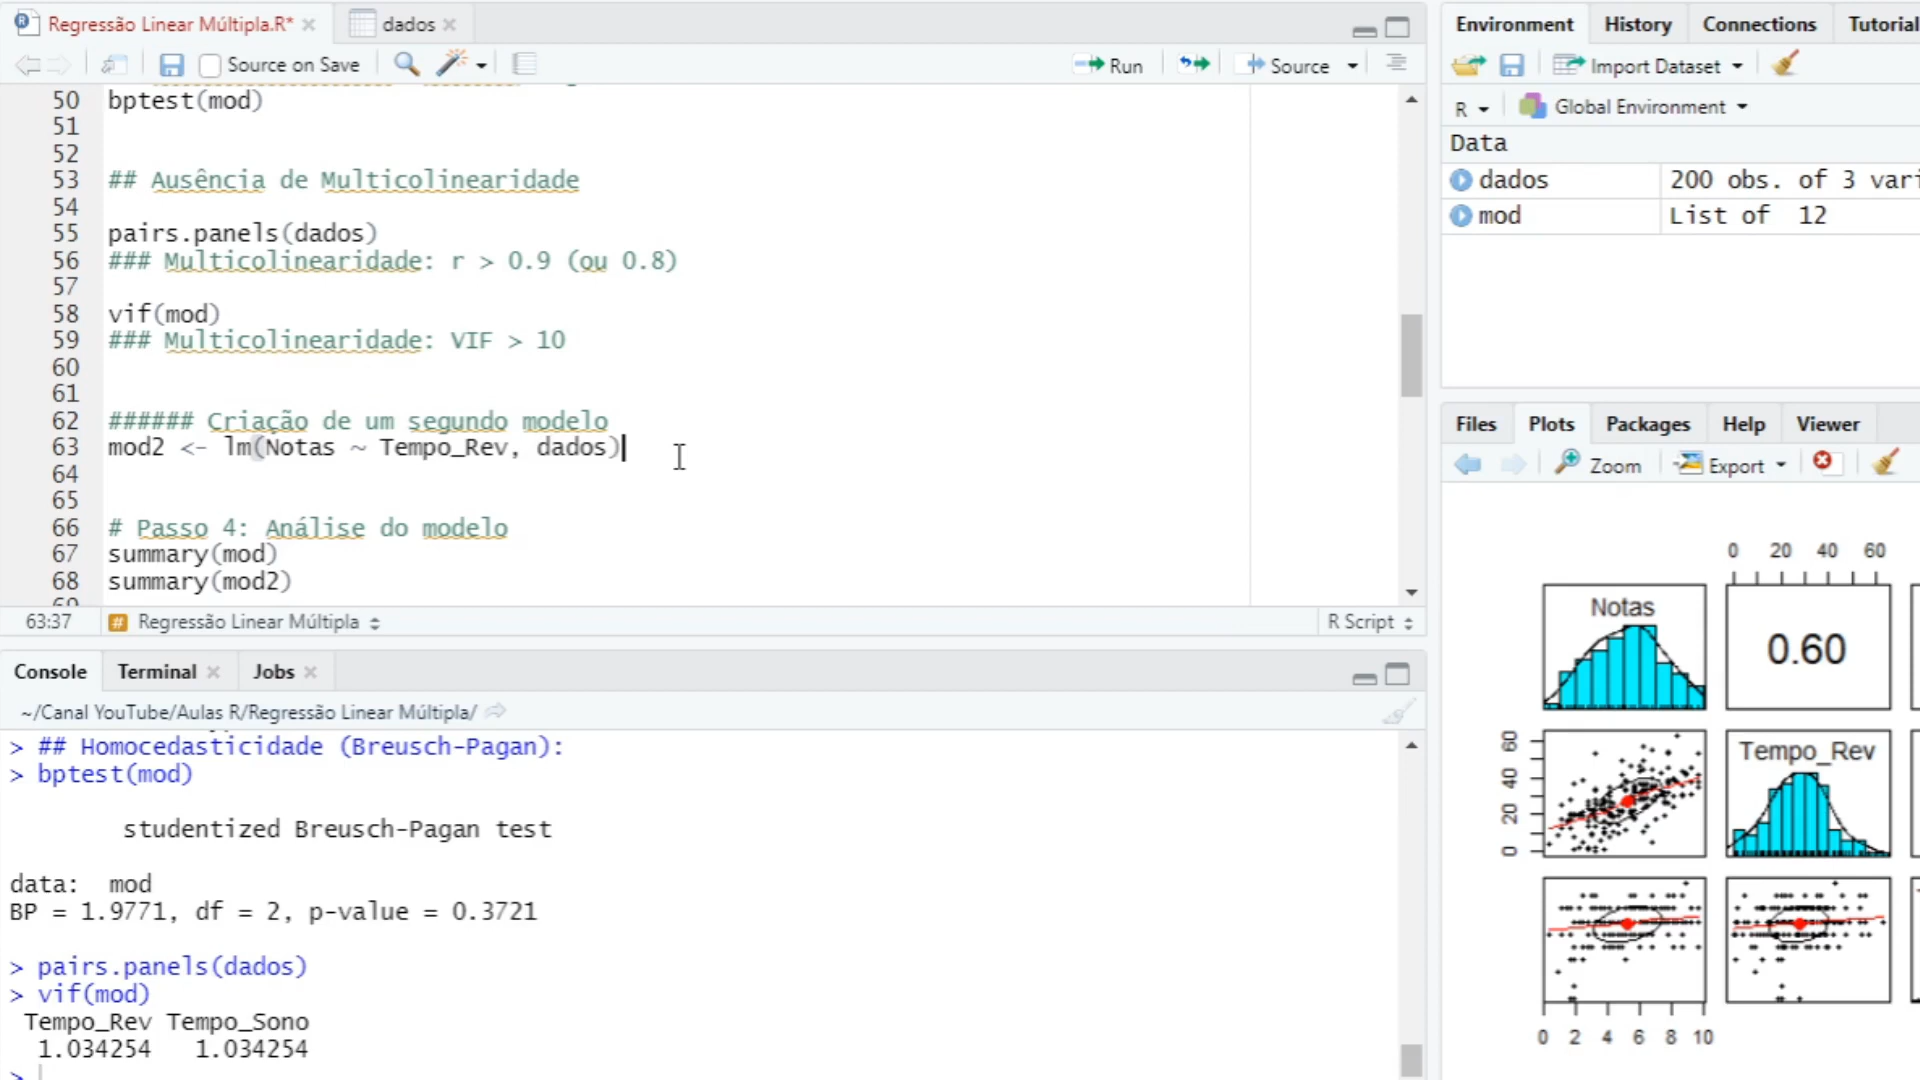 Regressão Linear Múltipla.R*
dados
Source on Save
Run
Source
50 bptest(mod)
51
52
53 ## Ausência de Multicolinearidade
54
55 pairs.panels(dados)
56 ### Multicolinearidade: r > 0.9 (ou 0.8)
57
58 vif(mod)
59 ### Multicolinearidade: VIF > 10
60
61
62 ###### Criação de um segundo modelo
63 mod2 <- lm(Notas ~ Tempo_Rev, dados)
64
65
66 # Passo 4: Análise do modelo
67 summary(mod)
68 summary(mod2)
63:37 # Regressão Linear Múltipla R Script
Console Terminal Jobs
~/Canal YouTube/Aulas R/Regressão Linear Múltipla/
> ## Homocedasticidade (Breusch-Pagan):
> bptest(mod)
studentized Breusch-Pagan test
data: mod
BP = 1.9771, df = 2, p-value = 0.3721
> pairs.panels(dados)
> vif(mod)
Tempo_Rev Tempo_Sono
1.034254 1.034254
>
Environment History Connections Tutorial
Import Dataset
R Global Environment
Data
dados 200 obs. of 3 vari
mod List of 12
Files Plots Packages Help Viewer
Zoom Export
0 20 40 60
Notas
0.60
60
40
20
0
Tempo_Rev
0 2 4 6 8 10